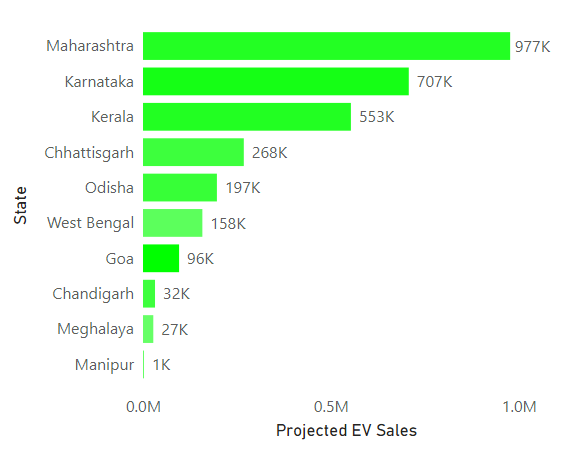 Maharashtra 977K
Karnataka 707K
Kerala 553K
Chhattisgarh 268K
Odisha 197K
West Bengal 158K
Goa 96K
Chandigarh 32K
Meghalaya 27K
Manipur 1K
State
0.0M 0.5M 1.0M
Projected EV Sales